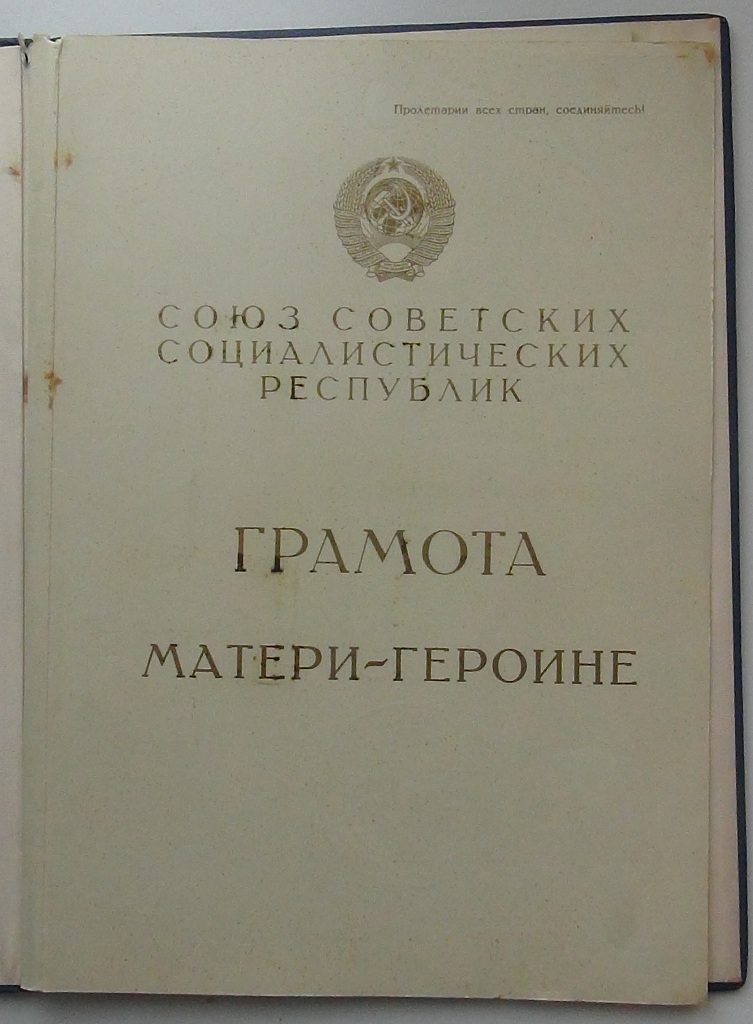 Пролетарии всех стран, соединяйтесь!
СОЮЗ СОВЕТСКИХ
СОЦИАЛИСТИЧЕСКИХ
РЕСПУБЛИК
ГРАМОТА
МАТЕРИ-ГЕРОИНЕ